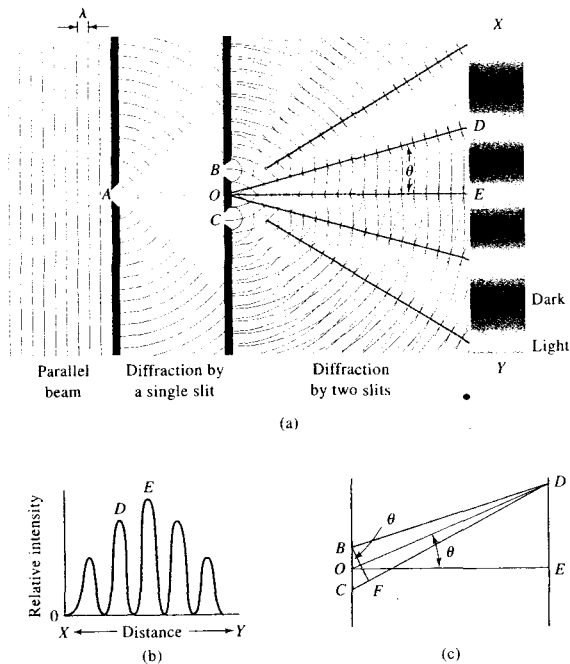 λ
X
D
B
θ
A
O
E
C
Dark
Light
Parallel beam
Diffraction by a single slit
Diffraction by two slits
Y
(a)
E
D
Relative intensity
0
X Distance Y
(b)
D
B
θ
O
θ
E
C
F
(c)